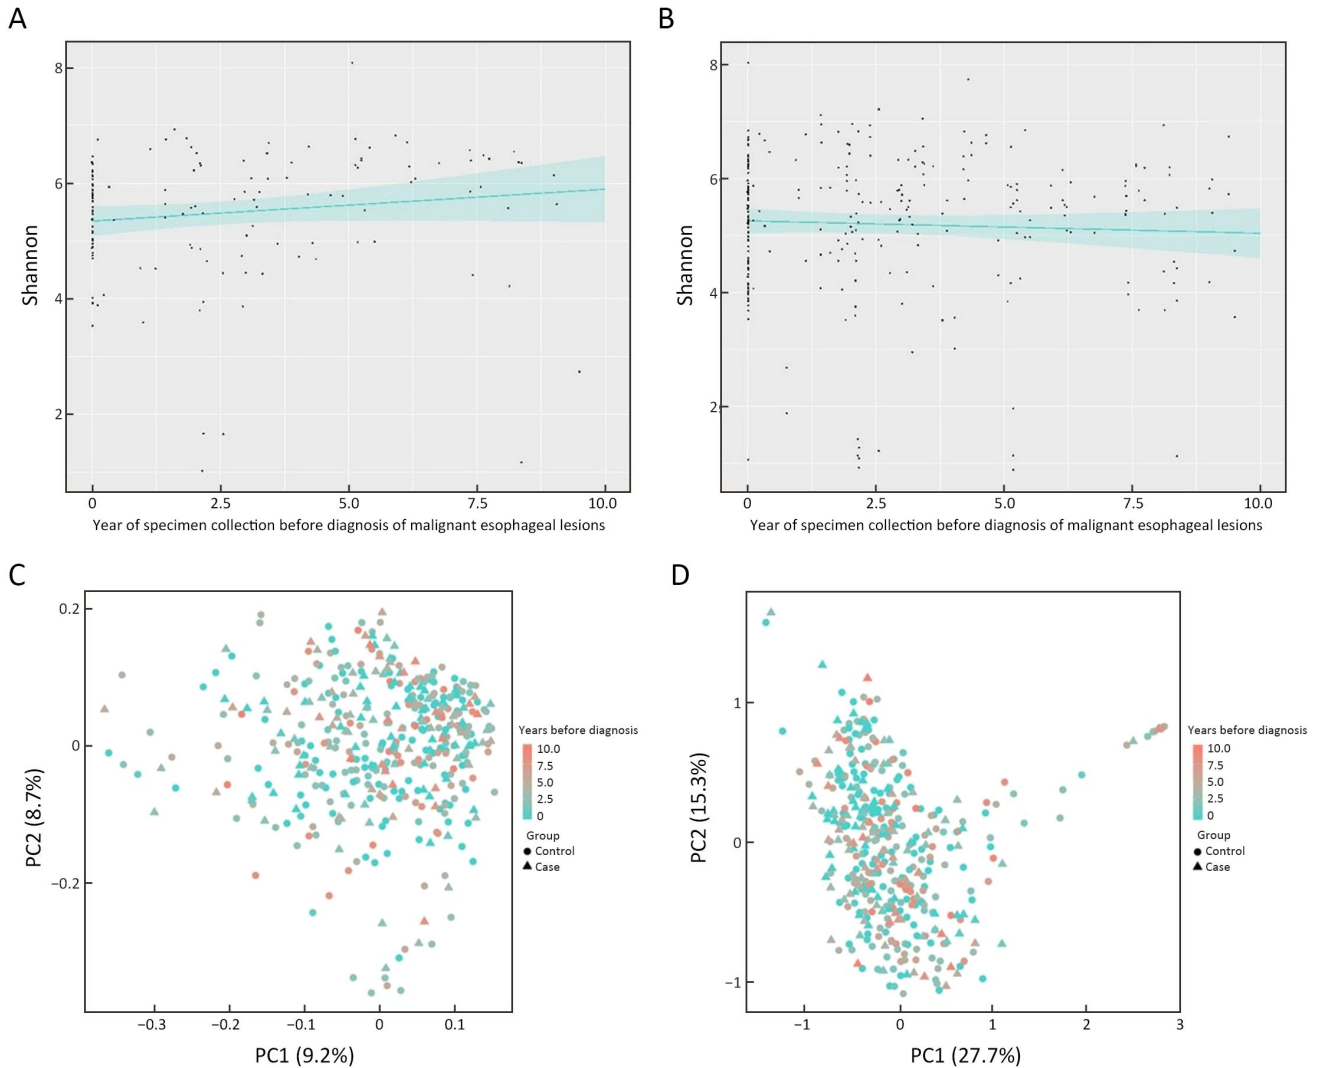 A
B
8
6
4
2
Shannon
0
2.5
5.0
7.5
10.0
Year of specimen collection before diagnosis of malignant esophageal lesions
8
6
4
2
Shannon
0
2.5
5.0
7.5
10.0
Year of specimen collection before diagnosis of malignant esophageal lesions
C
0.2
0
−0.2
PC2 (8.7%)
−0.3
−0.2
−0.1
0
0.1
PC1 (9.2%)
Years before diagnosis
10.0
7.5
5.0
2.5
0
Group
Control
Case
D
1
0
−1
PC2 (15.3%)
−1
0
1
2
3
PC1 (27.7%)
Years before diagnosis
10.0
7.5
5.0
2.5
0
Group
Control
Case